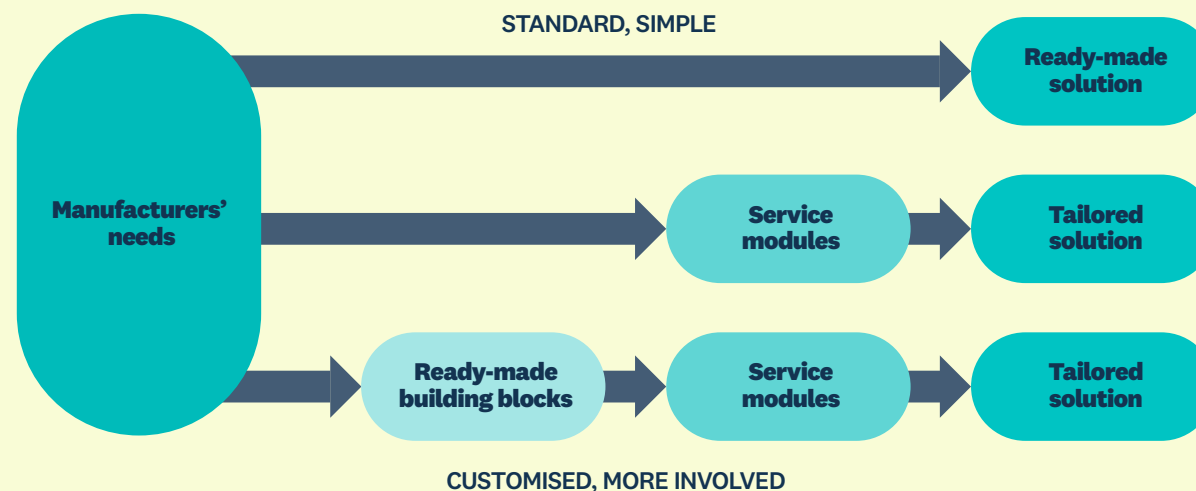 STANDARD, SIMPLE
Ready-made
solution
Manufacturers’
needs
Service
modules
Tailored
solution
Ready-made
building blocks
Service
modules
Tailored
solution
CUSTOMISED, MORE INVOLVED